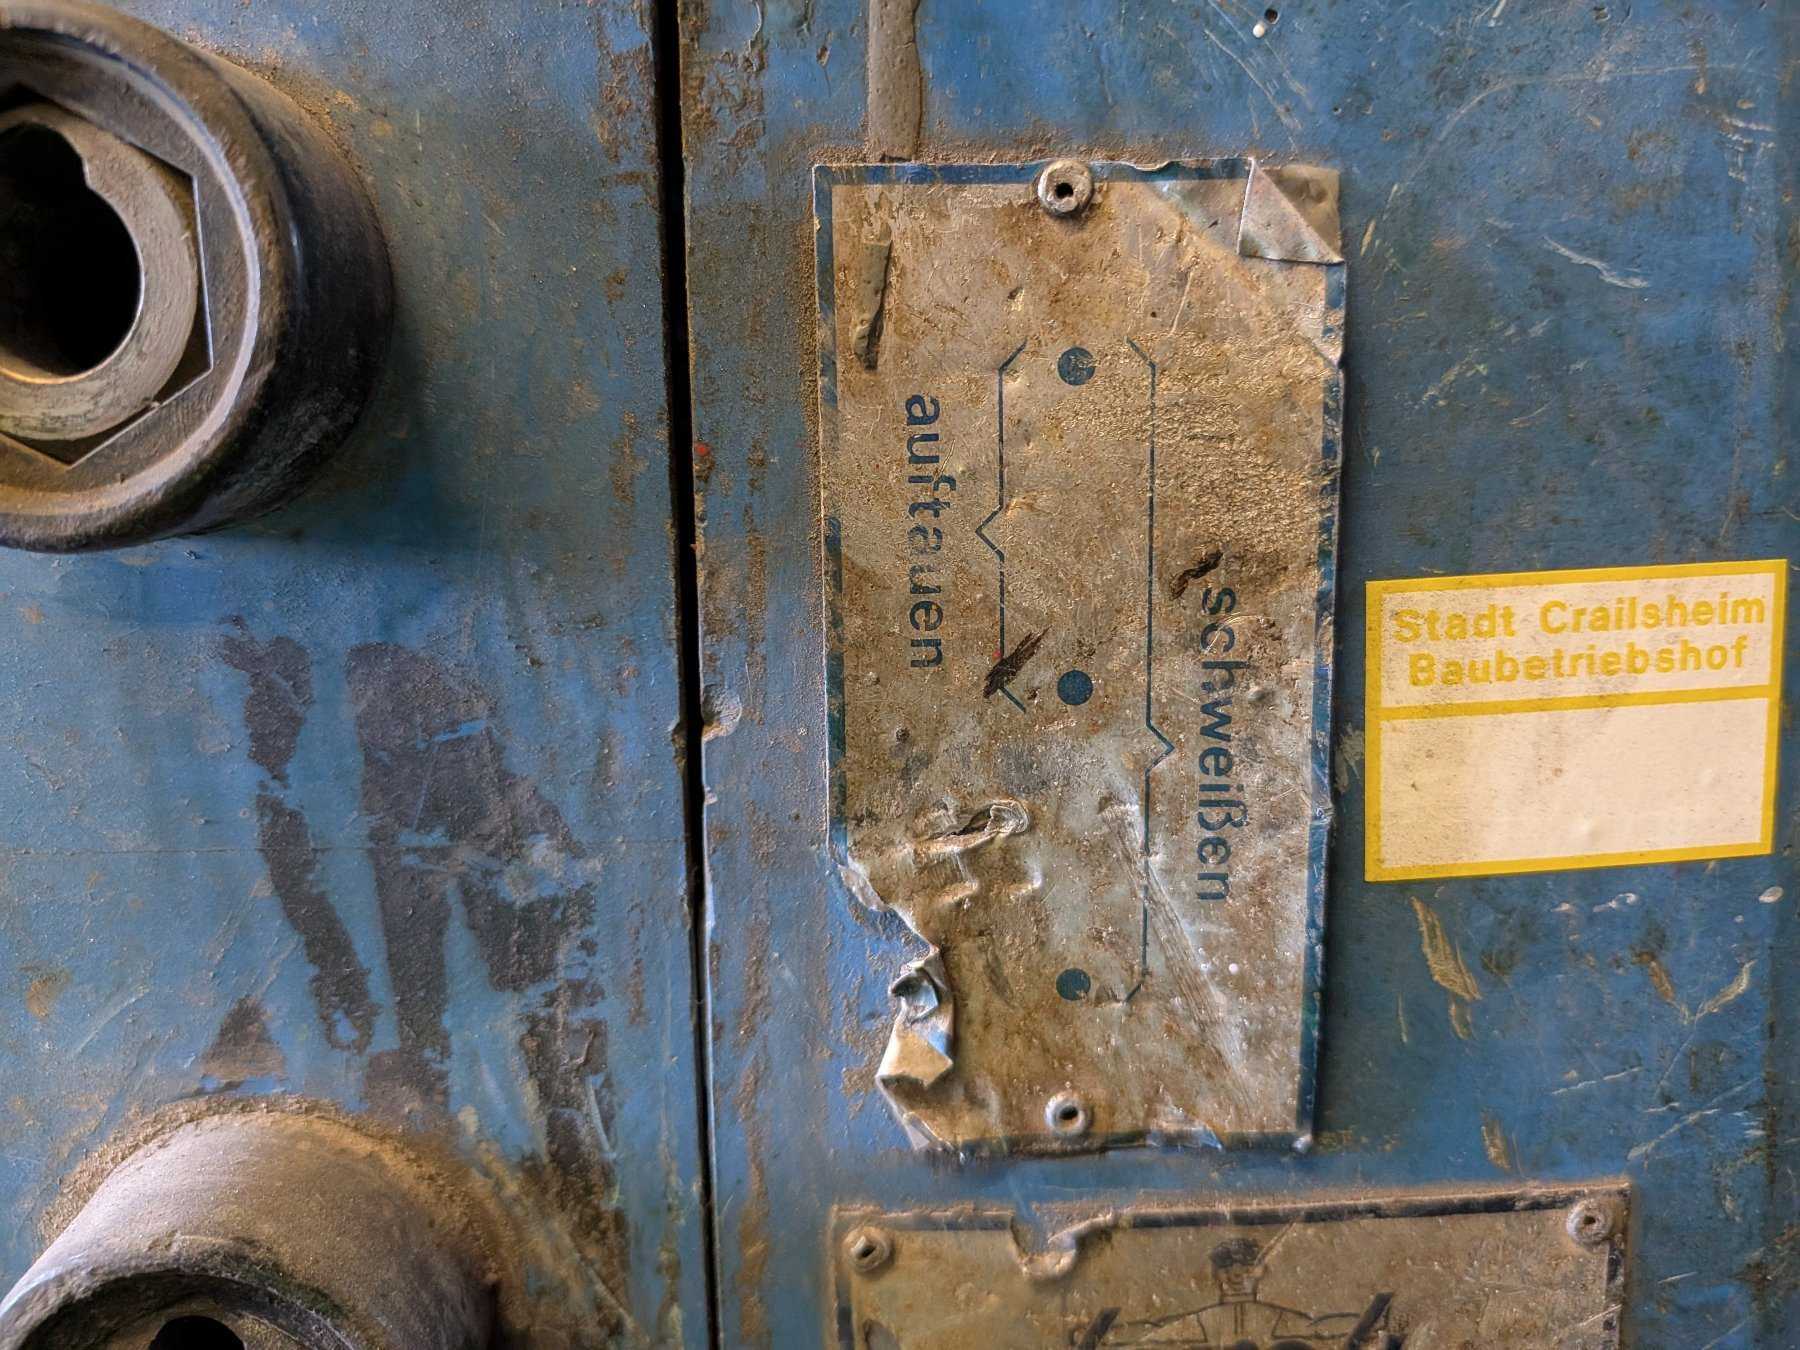 auftauen
schweißen
Stadt Crailsheim
Baubetriebshof